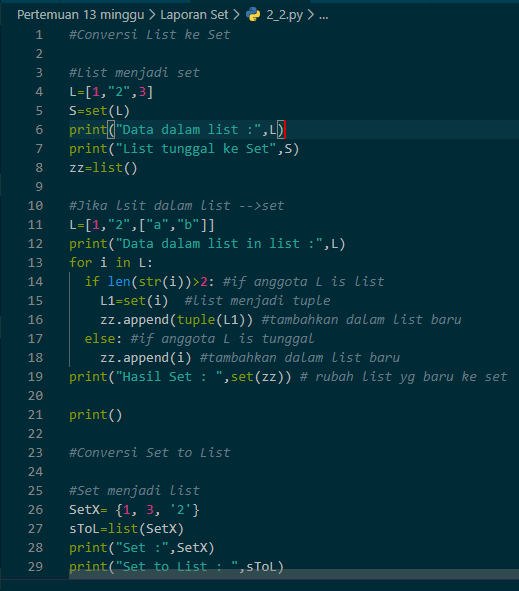 Pertemuan 13 minggu > Laporan Set > 2_2.py > ...
1 #Conversi List ke Set
2
3 #List menjadi set
4 L=[1,"2",3]
5 S=set(L)
6 print("Data dalam list :",L)
7 print("List tunggal ke Set",S)
8 zz=list()
9
10 #Jika lsit dalam list -->set
11 L=[1,"2",["a","b"]]
12 print("Data dalam list in list :",L)
13 for i in L:
14   if len(str(i))>2: #if anggota L is list
15     L1=set(i)  #list menjadi tuple
16     zz.append(tuple(L1)) #tambahkan dalam list baru
17   else: #if anggota L is tunggal
18     zz.append(i) #tambahkan dalam list baru
19 print("Hasil Set : ",set(zz)) # rubah list yg baru ke set
20
21 print()
22
23 #Conversi Set to List
24
25 #Set menjadi list
26 SetX= {1, 3, '2'}
27 sToL=list(SetX)
28 print("Set :",SetX)
29 print("Set to List : ",sToL)